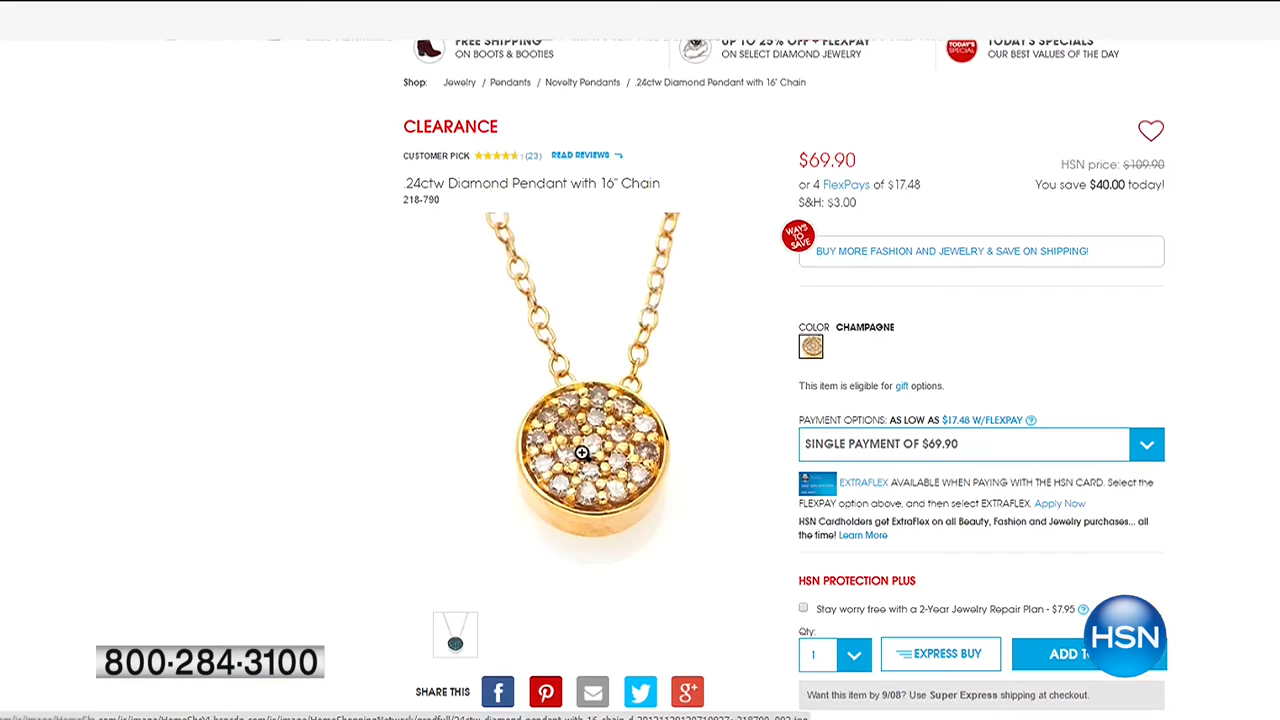 FREE SHIPPING
ON BOOTS & BOOTIES
UP TO 25% OFF + FLEXPAY
ON SELECT DIAMOND JEWELRY
TODAY'S SPECIAL
TODAY'S SPECIALS
OUR BEST VALUES OF THE DAY
Shop: Jewelry / Pendants / Novelty Pendants / .24ctw Diamond Pendant with 16" Chain
CLEARANCE
CUSTOMER PICK (23) READ REVIEWS
.24ctw Diamond Pendant with 16" Chain
218-790
$69.90
HSN price: $109.90
or 4 FlexPays of $17.48
You save $40.00 today!
S&H: $3.00
WAYS TO SAVE
BUY MORE FASHION AND JEWELRY & SAVE ON SHIPPING!
COLOR CHAMPAGNE
This item is eligible for gift options.
PAYMENT OPTIONS: AS LOW AS $17.48 W/FLEXPAY ?
SINGLE PAYMENT OF $69.90
EXTRAFLEX AVAILABLE WHEN PAYING WITH THE HSN CARD. Select the
FLEXPAY option above, and then select EXTRAFLEX. Apply Now
HSN Cardholders get ExtraFlex on all Beauty, Fashion and Jewelry purchases... all
the time! Learn More
HSN PROTECTION PLUS
Stay worry free with a 2-Year Jewelry Repair Plan - $7.95 ?
Qty:
1
EXPRESS BUY
ADD
HSN
Want this item by 9/08? Use Super Express shipping at checkout.
800·284·3100
SHARE THIS